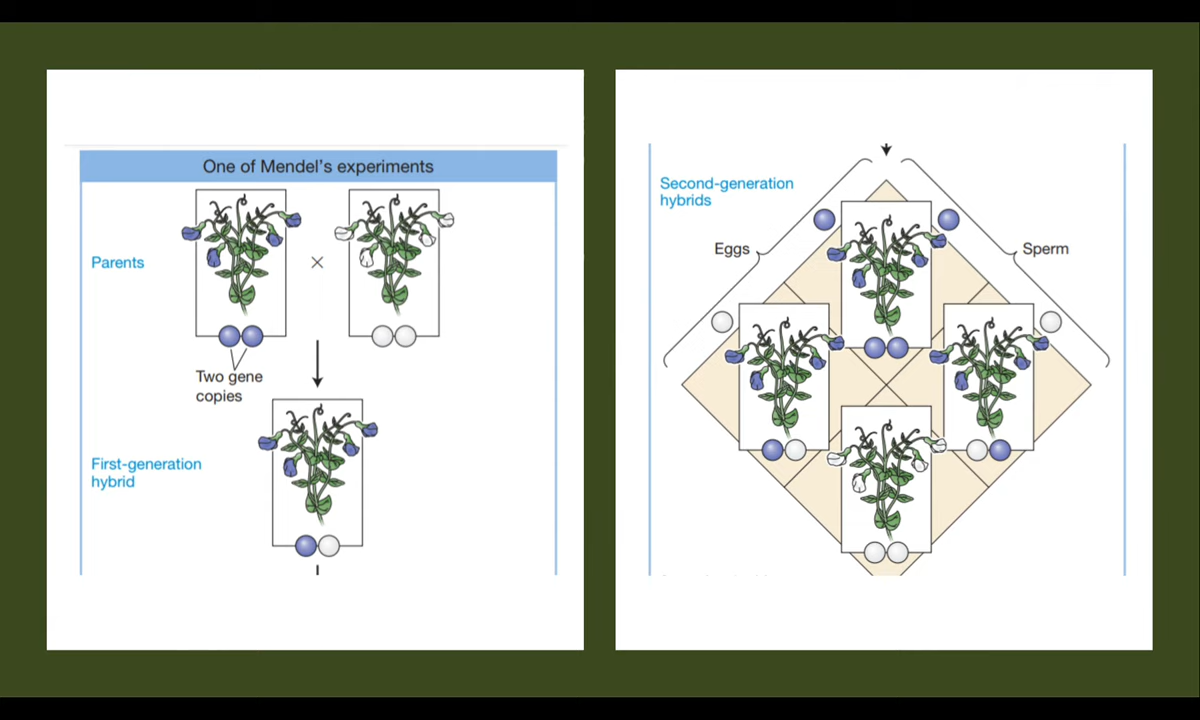 One of Mendel's experiments
Parents
×
Two gene
copies
First-generation
hybrid
Second-generation
hybrids
Eggs
Sperm